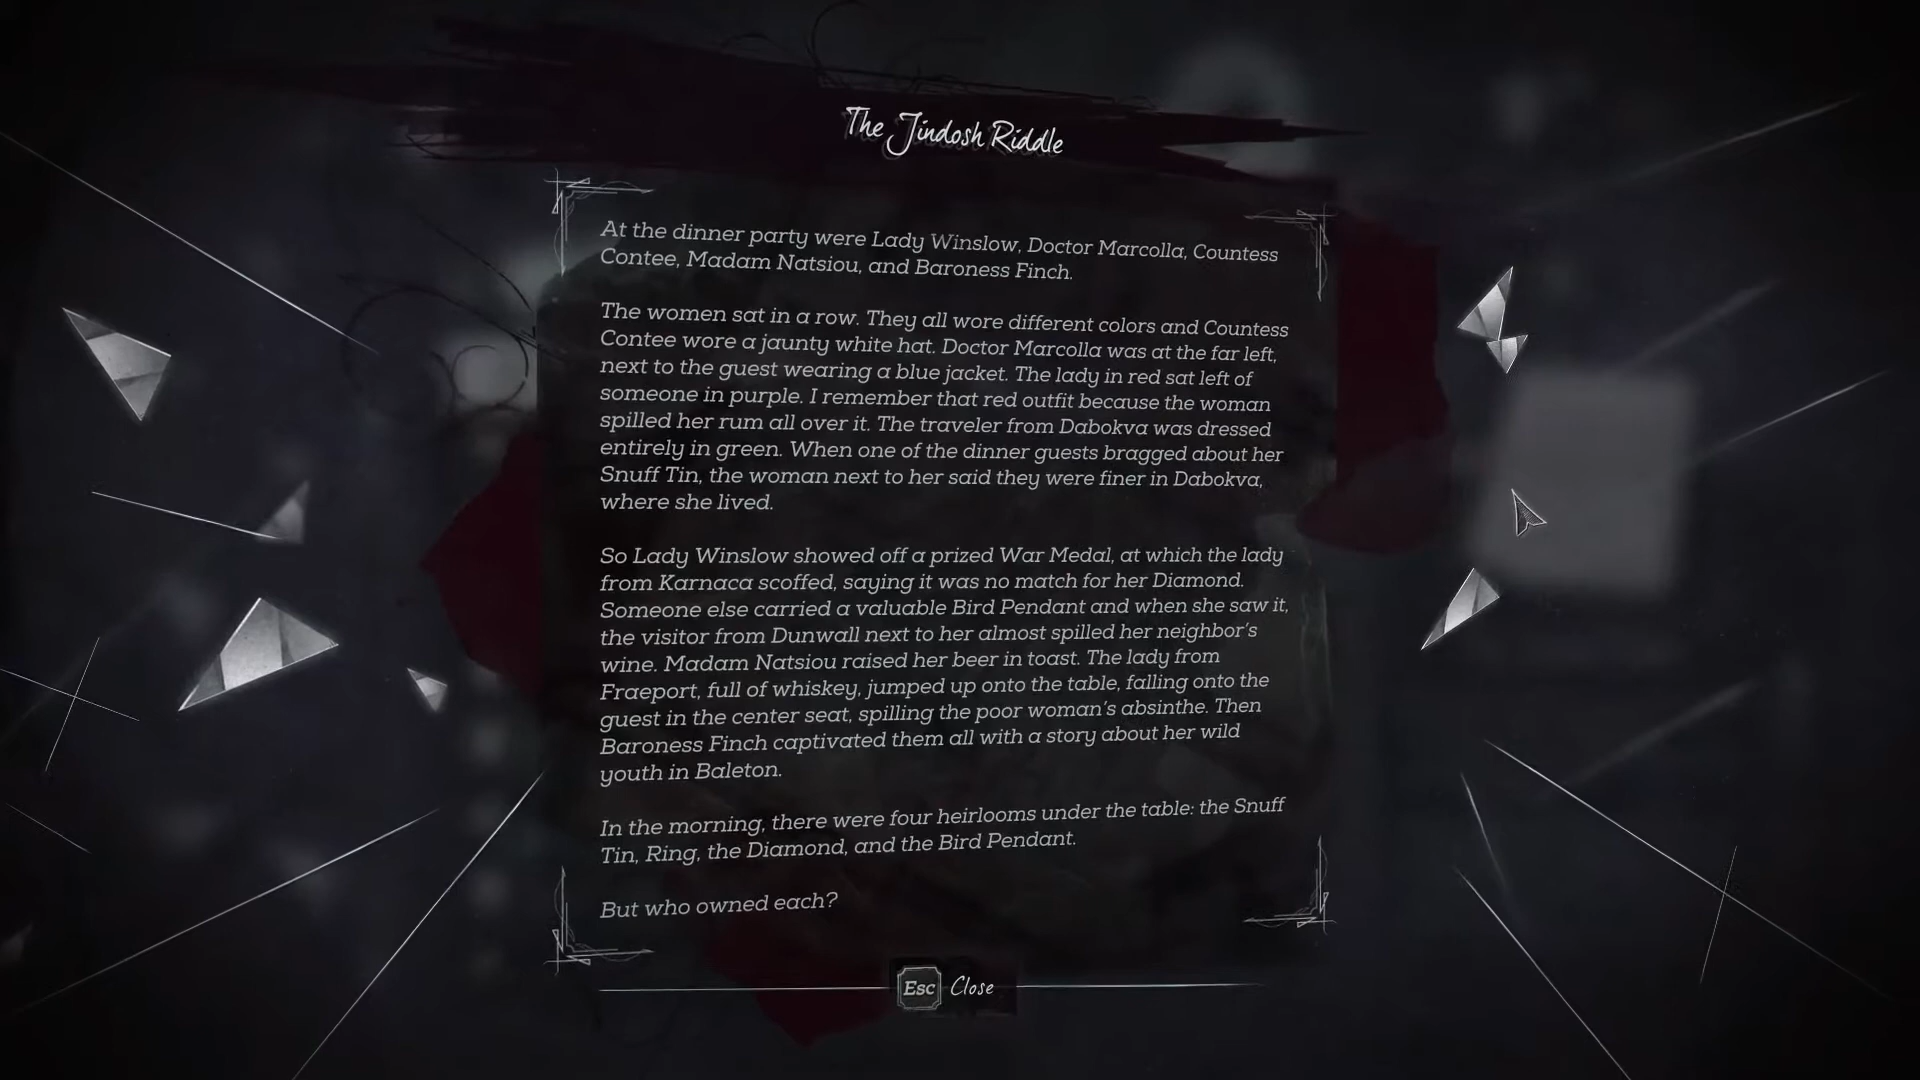 The Jindosh Riddle
At the dinner party were Lady Winslow, Doctor Marcolla, Countess
Contee, Madam Natsiou, and Baroness Finch.
The women sat in a row. They all wore different colors and Countess
Contee wore a jaunty white hat. Doctor Marcolla was at the far left,
next to the guest wearing a blue jacket. The lady in red sat left of
someone in purple. I remember that red outfit because the woman
spilled her rum all over it. The traveler from Dabokva was dressed
entirely in green. When one of the dinner guests bragged about her
Snuff Tin, the woman next to her said they were finer in Dabokva,
where she lived.
So Lady Winslow showed off a prized War Medal, at which the lady
from Karnaca scoffed, saying it was no match for her Diamond.
Someone else carried a valuable Bird Pendant and when she saw it,
the visitor from Dunwall next to her almost spilled her neighbor's
wine. Madam Natsiou raised her beer in toast. The lady from
Fraeport, full of whiskey, jumped up onto the table, falling onto the
guest in the center seat, spilling the poor woman's absinthe. Then
Baroness Finch captivated them all with a story about her wild
youth in Baleton.
In the morning, there were four heirlooms under the table: the Snuff
Tin, Ring, the Diamond, and the Bird Pendant.
But who owned each?
Esc Close